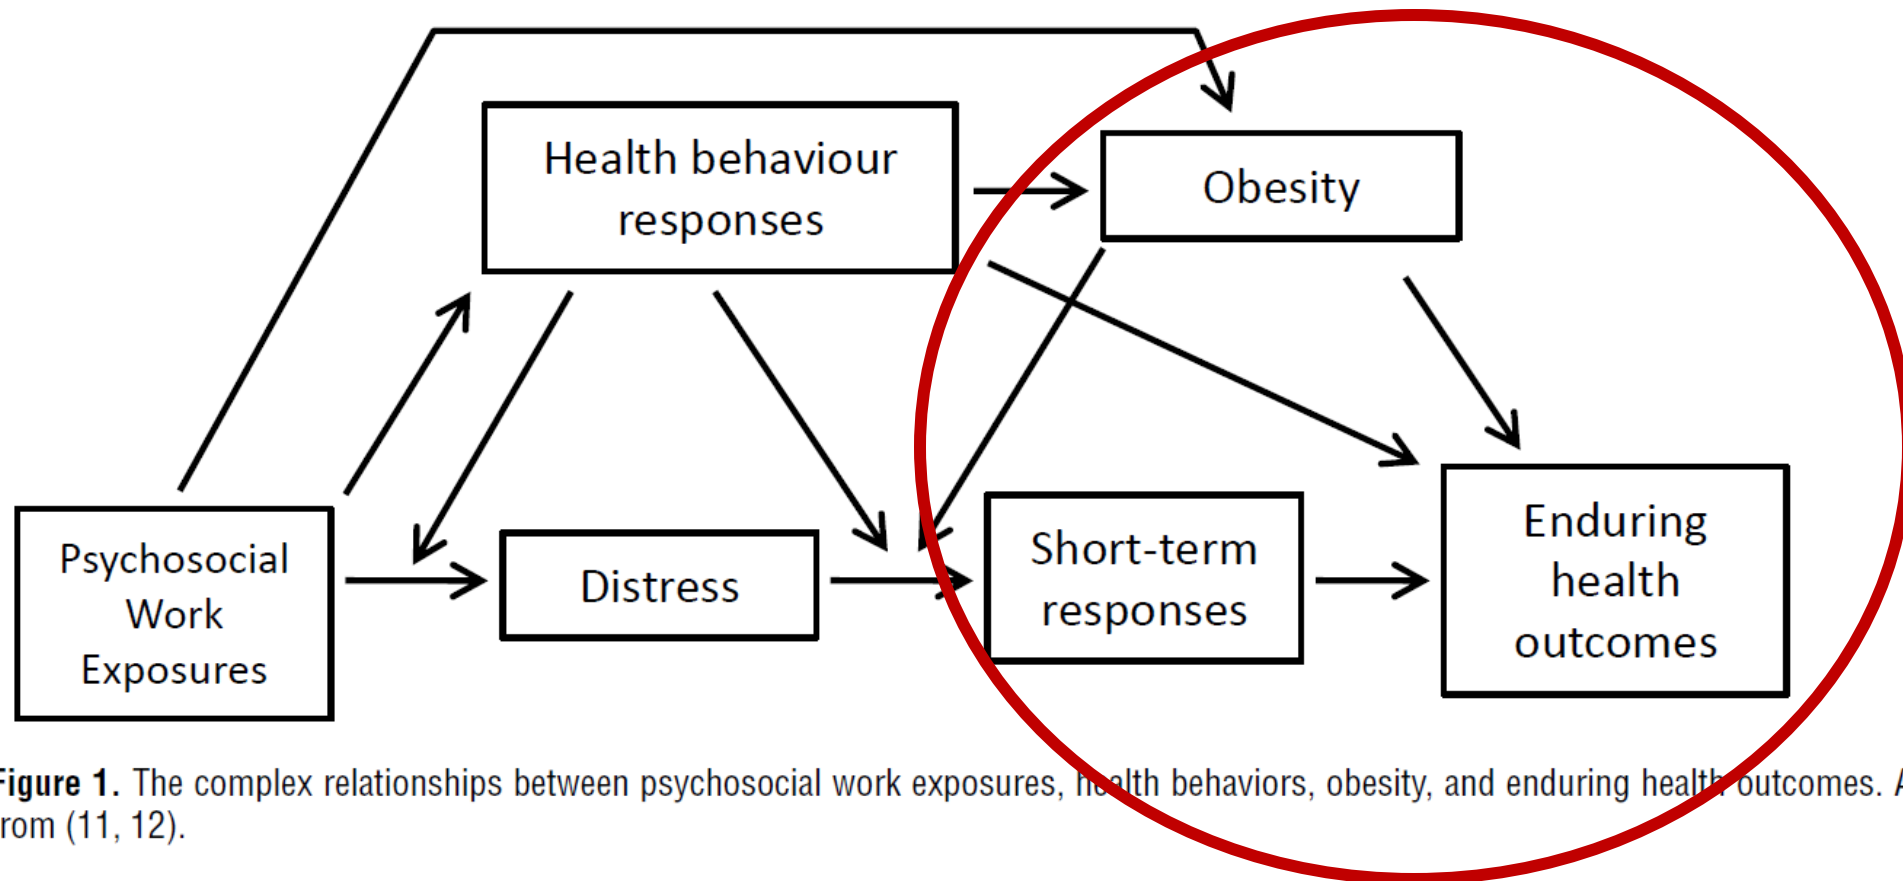 Health behaviour
responses
Obesity
Psychosocial
Work
Exposures
Distress
Short-term
responses
Enduring
health
outcomes
Figure 1. The complex relationships between psychosocial work exposures, health behaviors, obesity, and enduring health outcomes.
rom (11, 12).